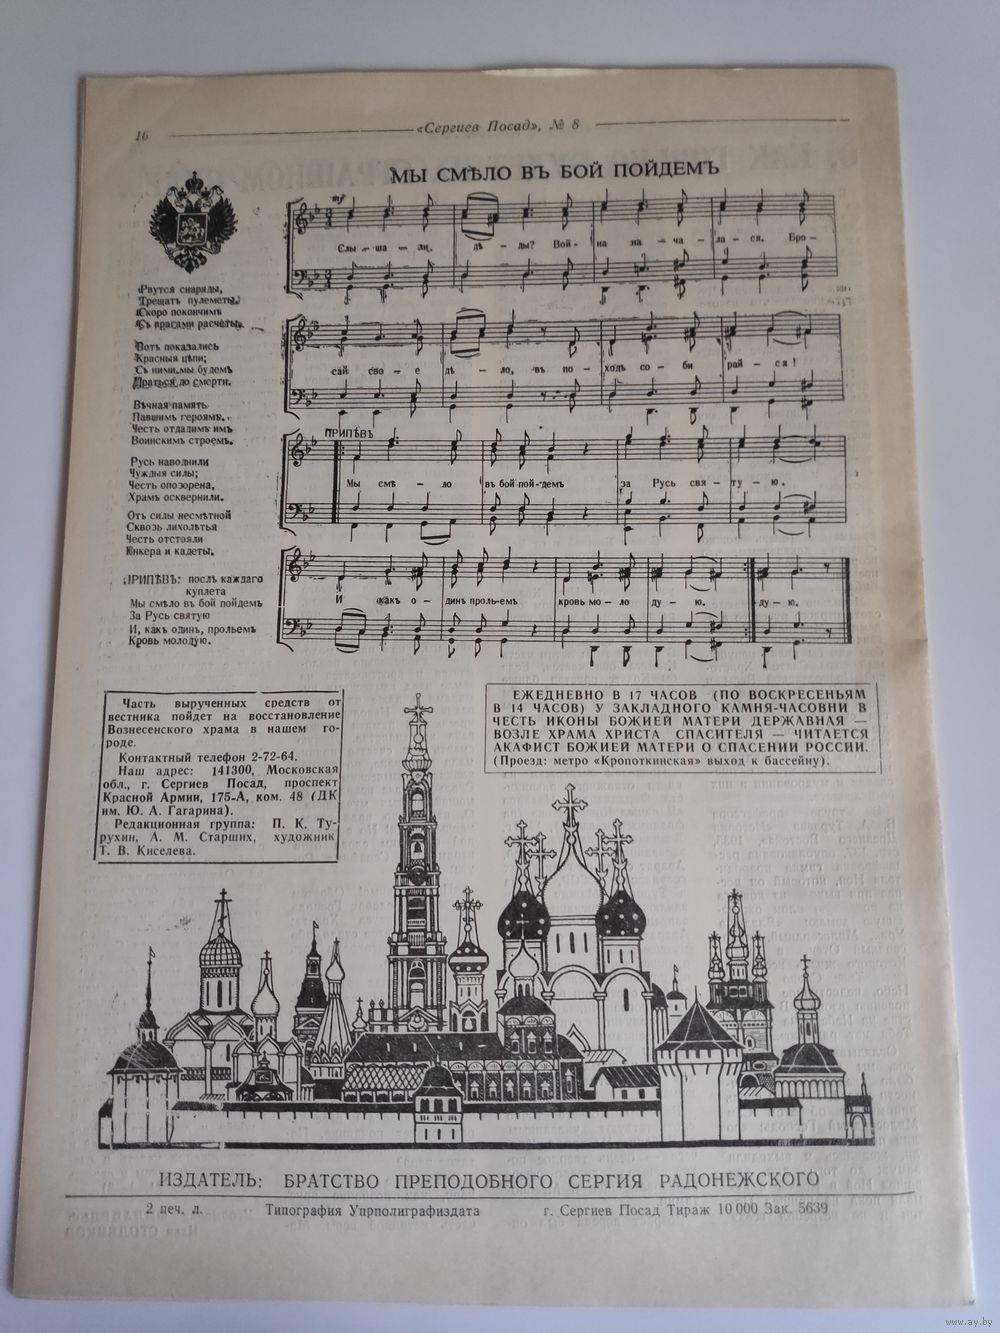 16
«Сергиев Посад», № 8
МЫ СМѢЛО ВЪ БОЙ ПОЙДЕМЪ
mf
Слы – ша – ли, дѣ – ды? Вой – на на – ча – ла – ся. Бро –
сай сво – е дѣ – ло, въ по – ходъ со – би рай – ся!
ПРИПѢВЪ
Мы смѣ – ло въ бой пой-демъ за Русь свя – ту – ю.
И какъ о – динъ проль-емъ кровь мо – ло ду – ю. ду – ю.
Рвутся снаряды,
Трещатъ пулеметы,
Скоро покончимъ
Съ врагами расчеты.
Вотъ показались
Красныя цѣпи;
Съ ними мы будемъ
Драться до смерти.
Вѣчная память
Павшимъ героямъ.
Честь отдадимъ имъ
Воинскимъ строемъ.
Русь наводнили
Чуждыя силы;
Честь опозорена,
Храмъ осквернили.
Отъ силы несмѣтной
Сквозь лихолѣтья
Честь отстояли
Юнкера и кадеты.
ПРИПѢВЪ: послѣ каждаго
куплета
Мы смѣло въ бой пойдемъ
За Русь святую
И, какъ одинъ, прольемъ
Кровь молодую.
Часть вырученных средств от
вестника пойдет на восстановление
Вознесенского храма в нашем го-
роде.
Контактный телефон 2-72-64.
Наш адрес: 141300, Московская
обл., г. Сергиев Посад, проспект
Красной Армии, 175-А, ком. 48 (ДК
им. Ю. А. Гагарина).
Редакционная группа: П. К. Ту-
рухин, А. М. Старших, художник
Т. В. Киселева.
ЕЖЕДНЕВНО В 17 ЧАСОВ (ПО ВОСКРЕСЕНЬЯМ
В 14 ЧАСОВ) У ЗАКЛАДНОГО КАМНЯ-ЧАСОВНИ В
ЧЕСТЬ ИКОНЫ БОЖИЕЙ МАТЕРИ ДЕРЖАВНАЯ —
ВОЗЛЕ ХРАМА ХРИСТА СПАСИТЕЛЯ — ЧИТАЕТСЯ
АКАФИСТ БОЖИЕЙ МАТЕРИ О СПАСЕНИИ РОССИИ.
(Проезд: метро «Кропоткинская» выход к бассейну).
ИЗДАТЕЛЬ: БРАТСТВО ПРЕПОДОБНОГО СЕРГИЯ РАДОНЕЖСКОГО
2 печ. л. Типография Упрполиграфиздата г. Сергиев Посад Тираж 10 000 Зак. 5639
www.ay.by